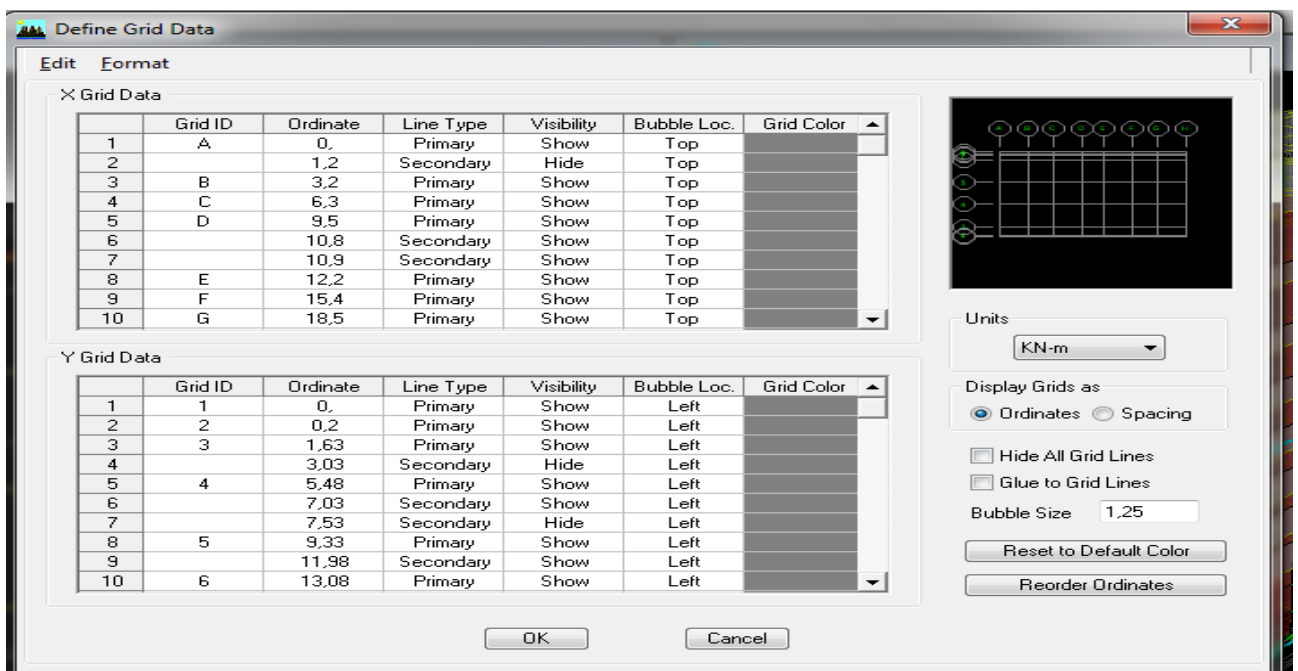 Define Grid Data
Edit Format
X Grid Data
Grid ID Ordinate Line Type Visibility Bubble Loc. Grid Color
1 A 0, Primary Show Top
2 1,2 Secondary Hide Top
3 B 3,2 Primary Show Top
4 C 6,3 Primary Show Top
5 D 9,5 Primary Show Top
6 10,8 Secondary Show Top
7 10,9 Secondary Show Top
8 E 12,2 Primary Show Top
9 F 15,4 Primary Show Top
10 G 18,5 Primary Show Top
Y Grid Data
Grid ID Ordinate Line Type Visibility Bubble Loc. Grid Color
1 1 0, Primary Show Left
2 2 0,2 Primary Show Left
3 3 1,63 Primary Show Left
4 3,03 Secondary Hide Left
5 4 5,48 Primary Show Left
6 7,03 Secondary Show Left
7 7,53 Secondary Hide Left
8 5 9,33 Primary Show Left
9 11,98 Secondary Show Left
10 6 13,08 Primary Show Left
Units
KN-m
Display Grids as
Ordinates Spacing
Hide All Grid Lines
Glue to Grid Lines
Bubble Size 1,25
Reset to Default Color
Reorder Ordinates
OK Cancel